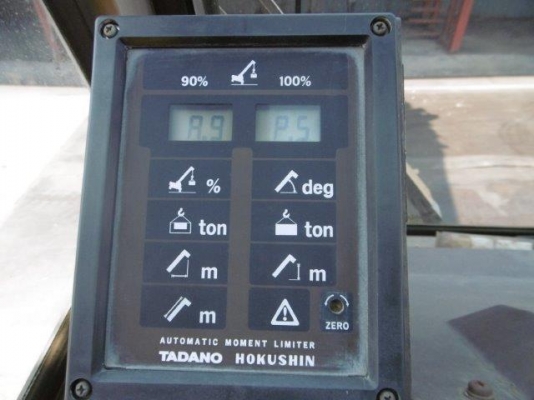 90% 100%
A.9 P.5
% deg
ton ton
m m
m ZERO
AUTOMATIC MOMENT LIMITER
TADANO HOKUSHIN